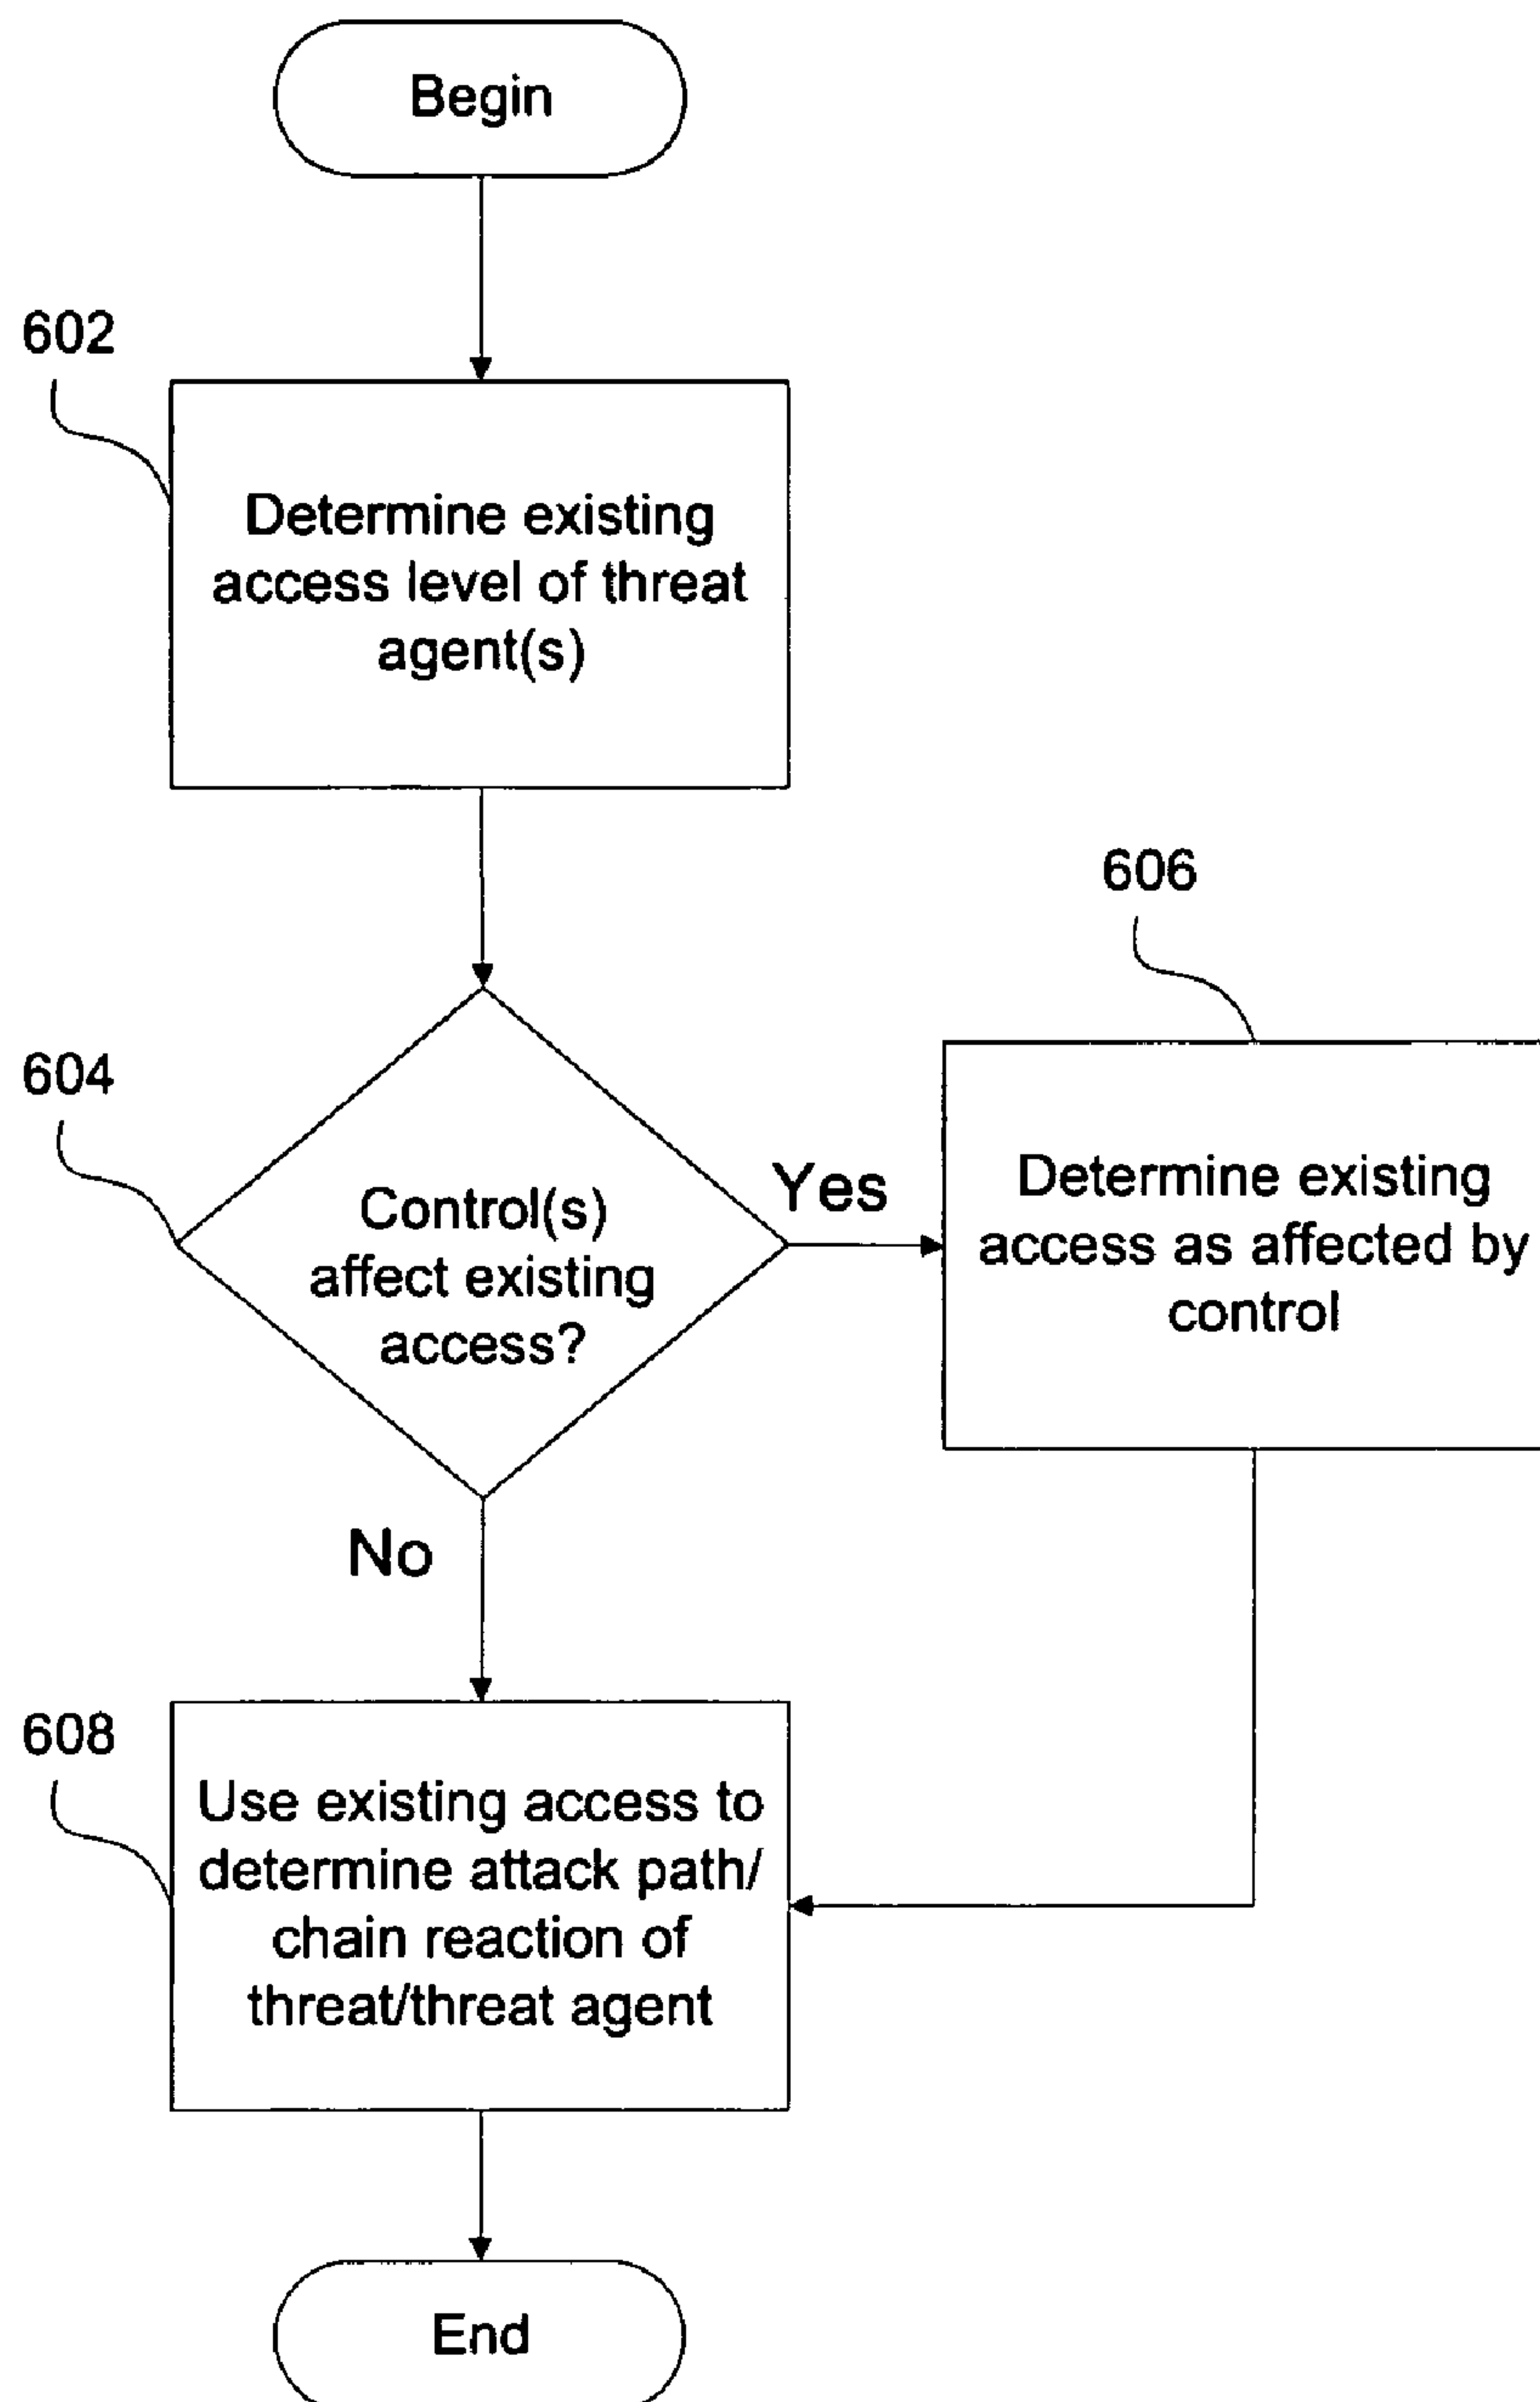 Begin
602
Determine existing
access level of threat
agent(s)
606
604
Control(s)
affect existing
access?
Yes
Determine existing
access as affected by
control
No
608
Use existing access to
determine attack path/
chain reaction of
threat/threat agent
End